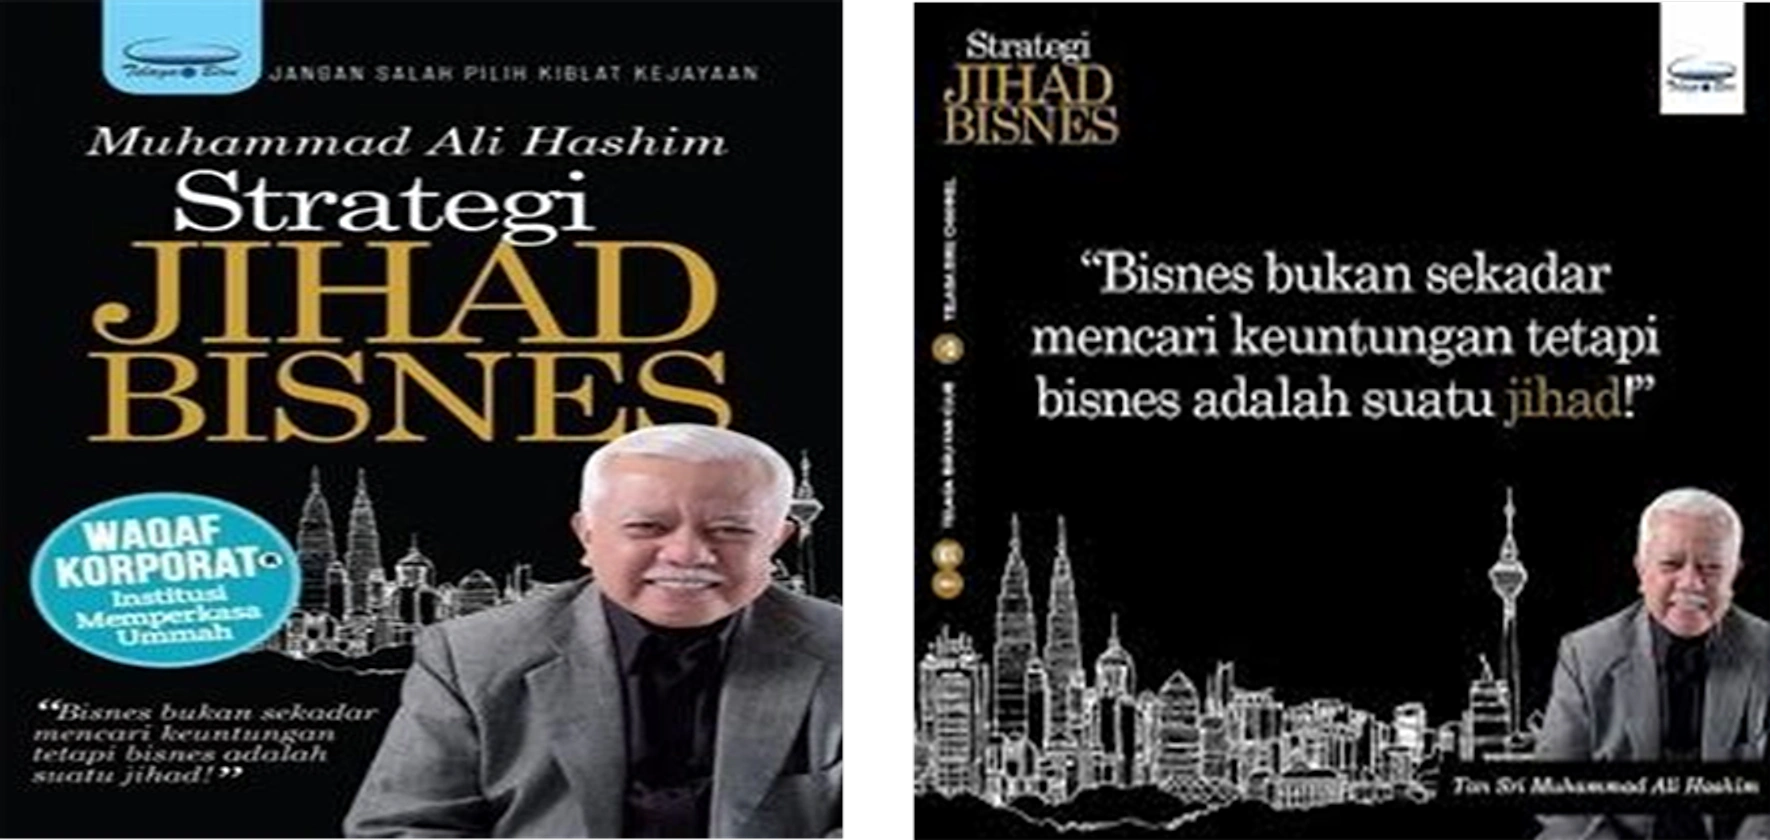 Telaga Biru
JANGAN SALAH PILIH KIBLAT KEJAYAAN
Muhammad Ali Hashim
Strategi
JIHAD
BISNES
WAQAF
KORPORAT
Institusi
Memperkasa
Ummah
“Bisnes bukan sekadar
mencari keuntungan
tetapi bisnes adalah
suatu jihad!”
Strategi
JIHAD
BISNES
“Bisnes bukan sekadar
mencari keuntungan tetapi
bisnes adalah suatu jihad!”
Tan Sri Muhammad Ali Hashim